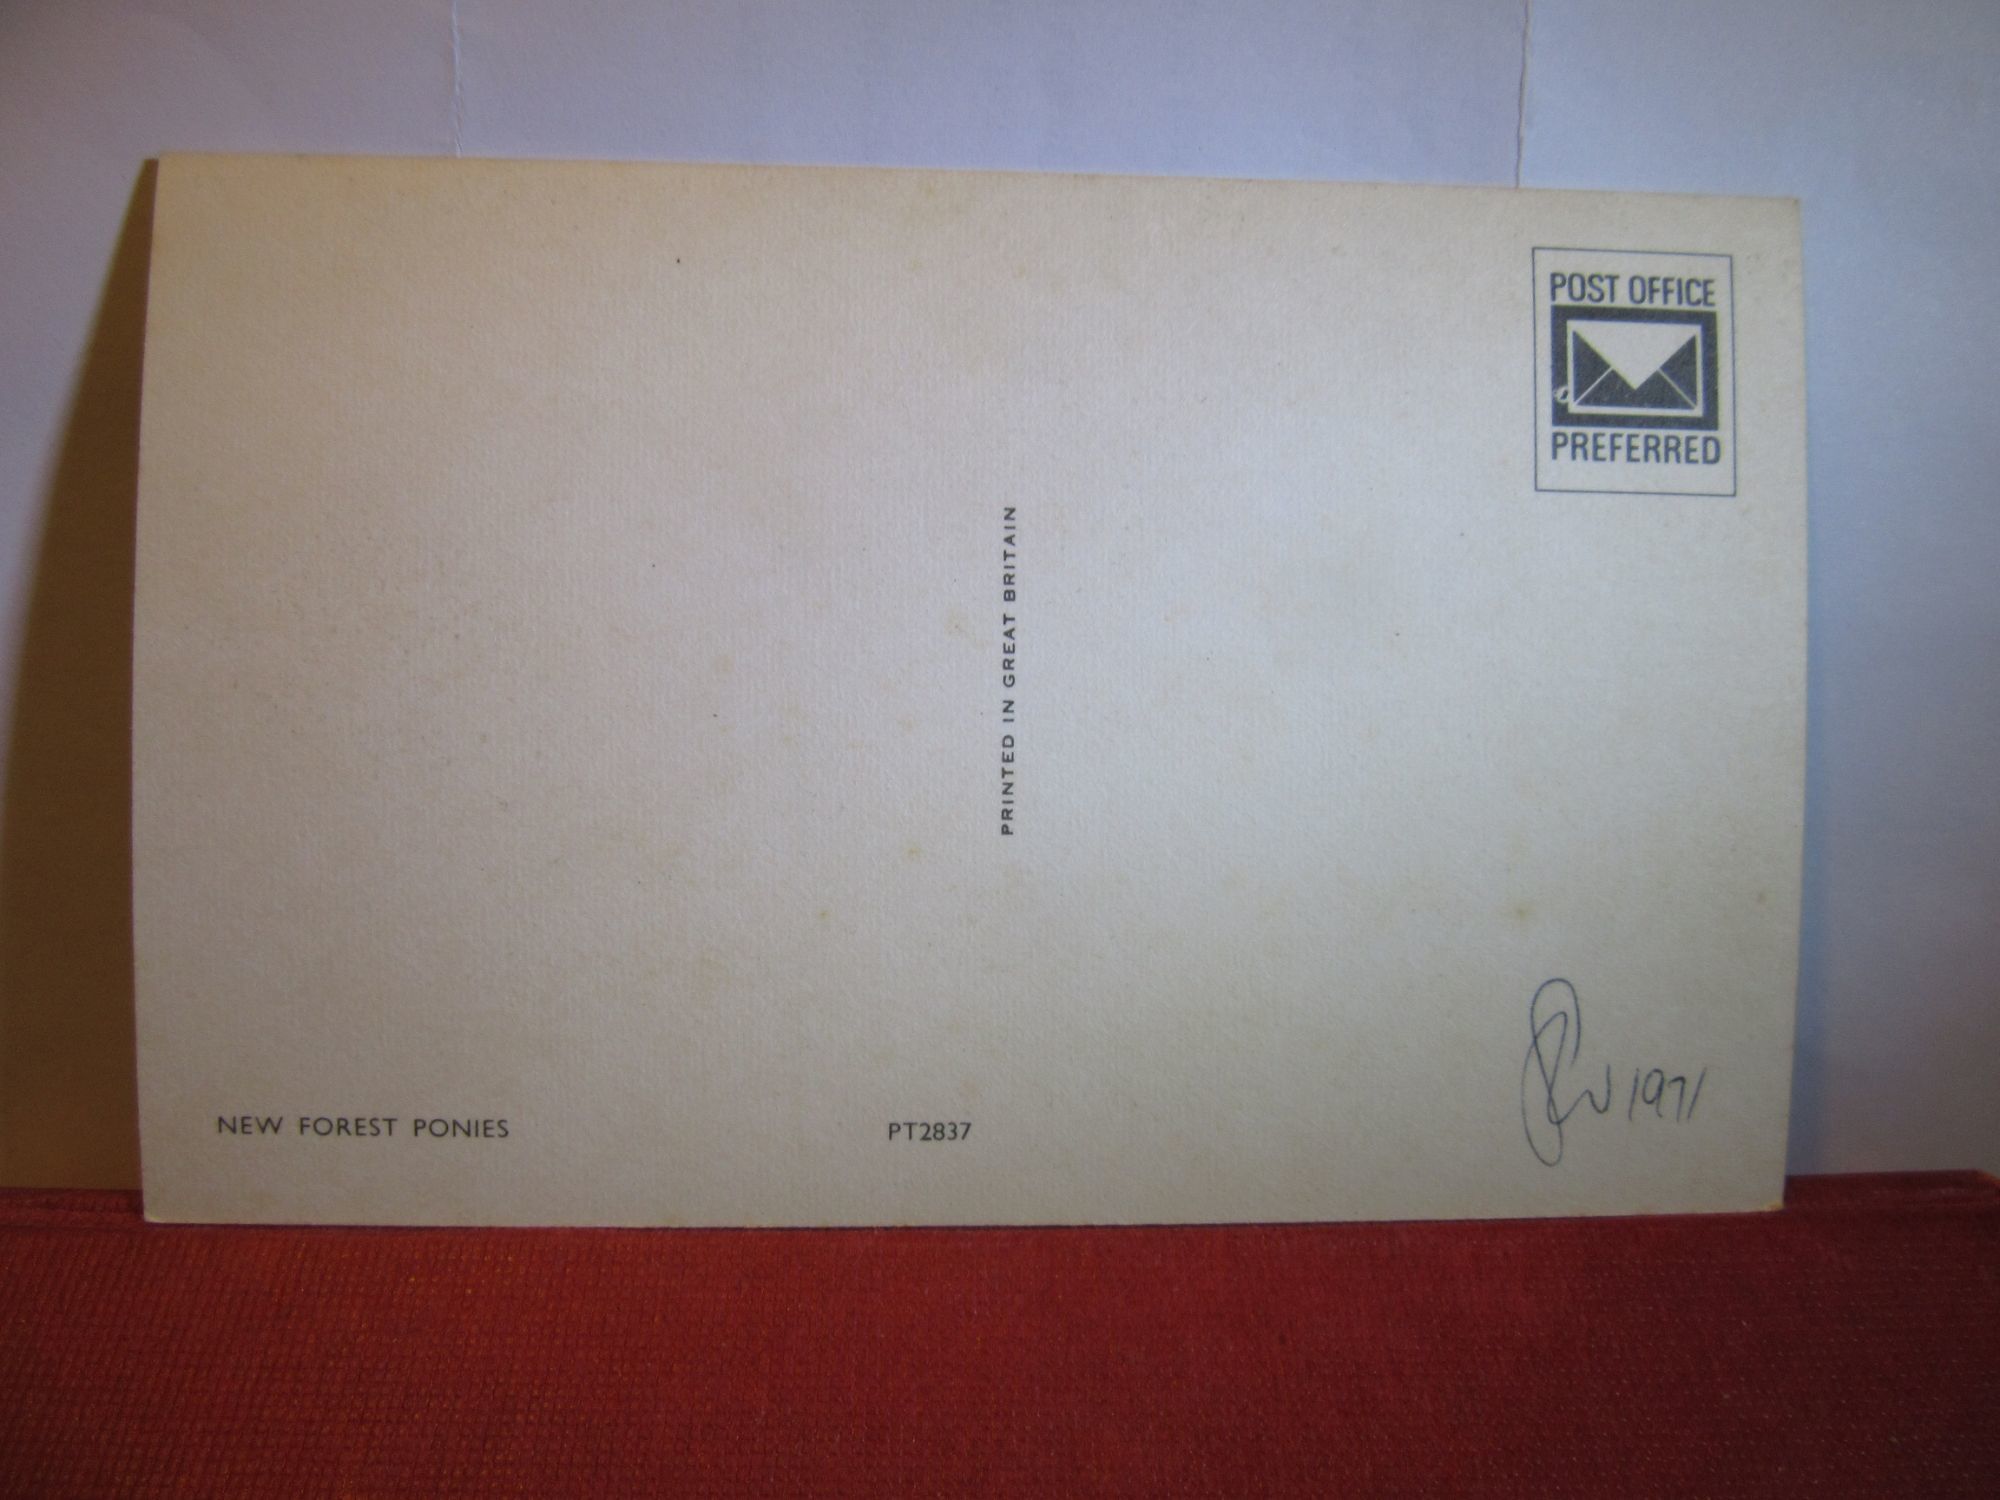 POST OFFICE
PREFERRED
PRINTED IN GREAT BRITAIN
NEW FOREST PONIES
PT2837
1971